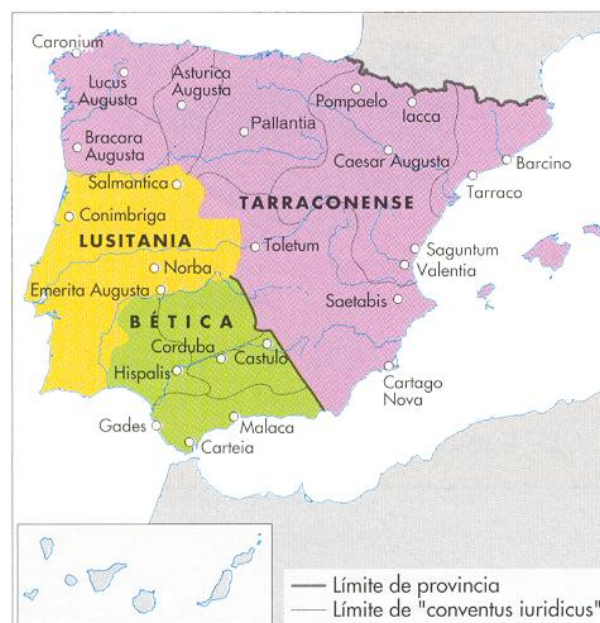 Caronium
Lucus
Augusta
Asturica
Augusta
Pompaelo
Iacca
Bracara
Augusta
Pallantia
Caesar Augusta
Barcino
Salmantica
TARRACONENSE
Tarraco
Conimbriga
LUSITANIA
Toletum
Saguntum
Valentia
Norba
Emerita Augusta
Saetabis
BÉTICA
Corduba
Castulo
Hispalis
Cartago
Nova
Gades
Malaca
Carteia
Límite de provincia
Límite de "conventus iuridicus"